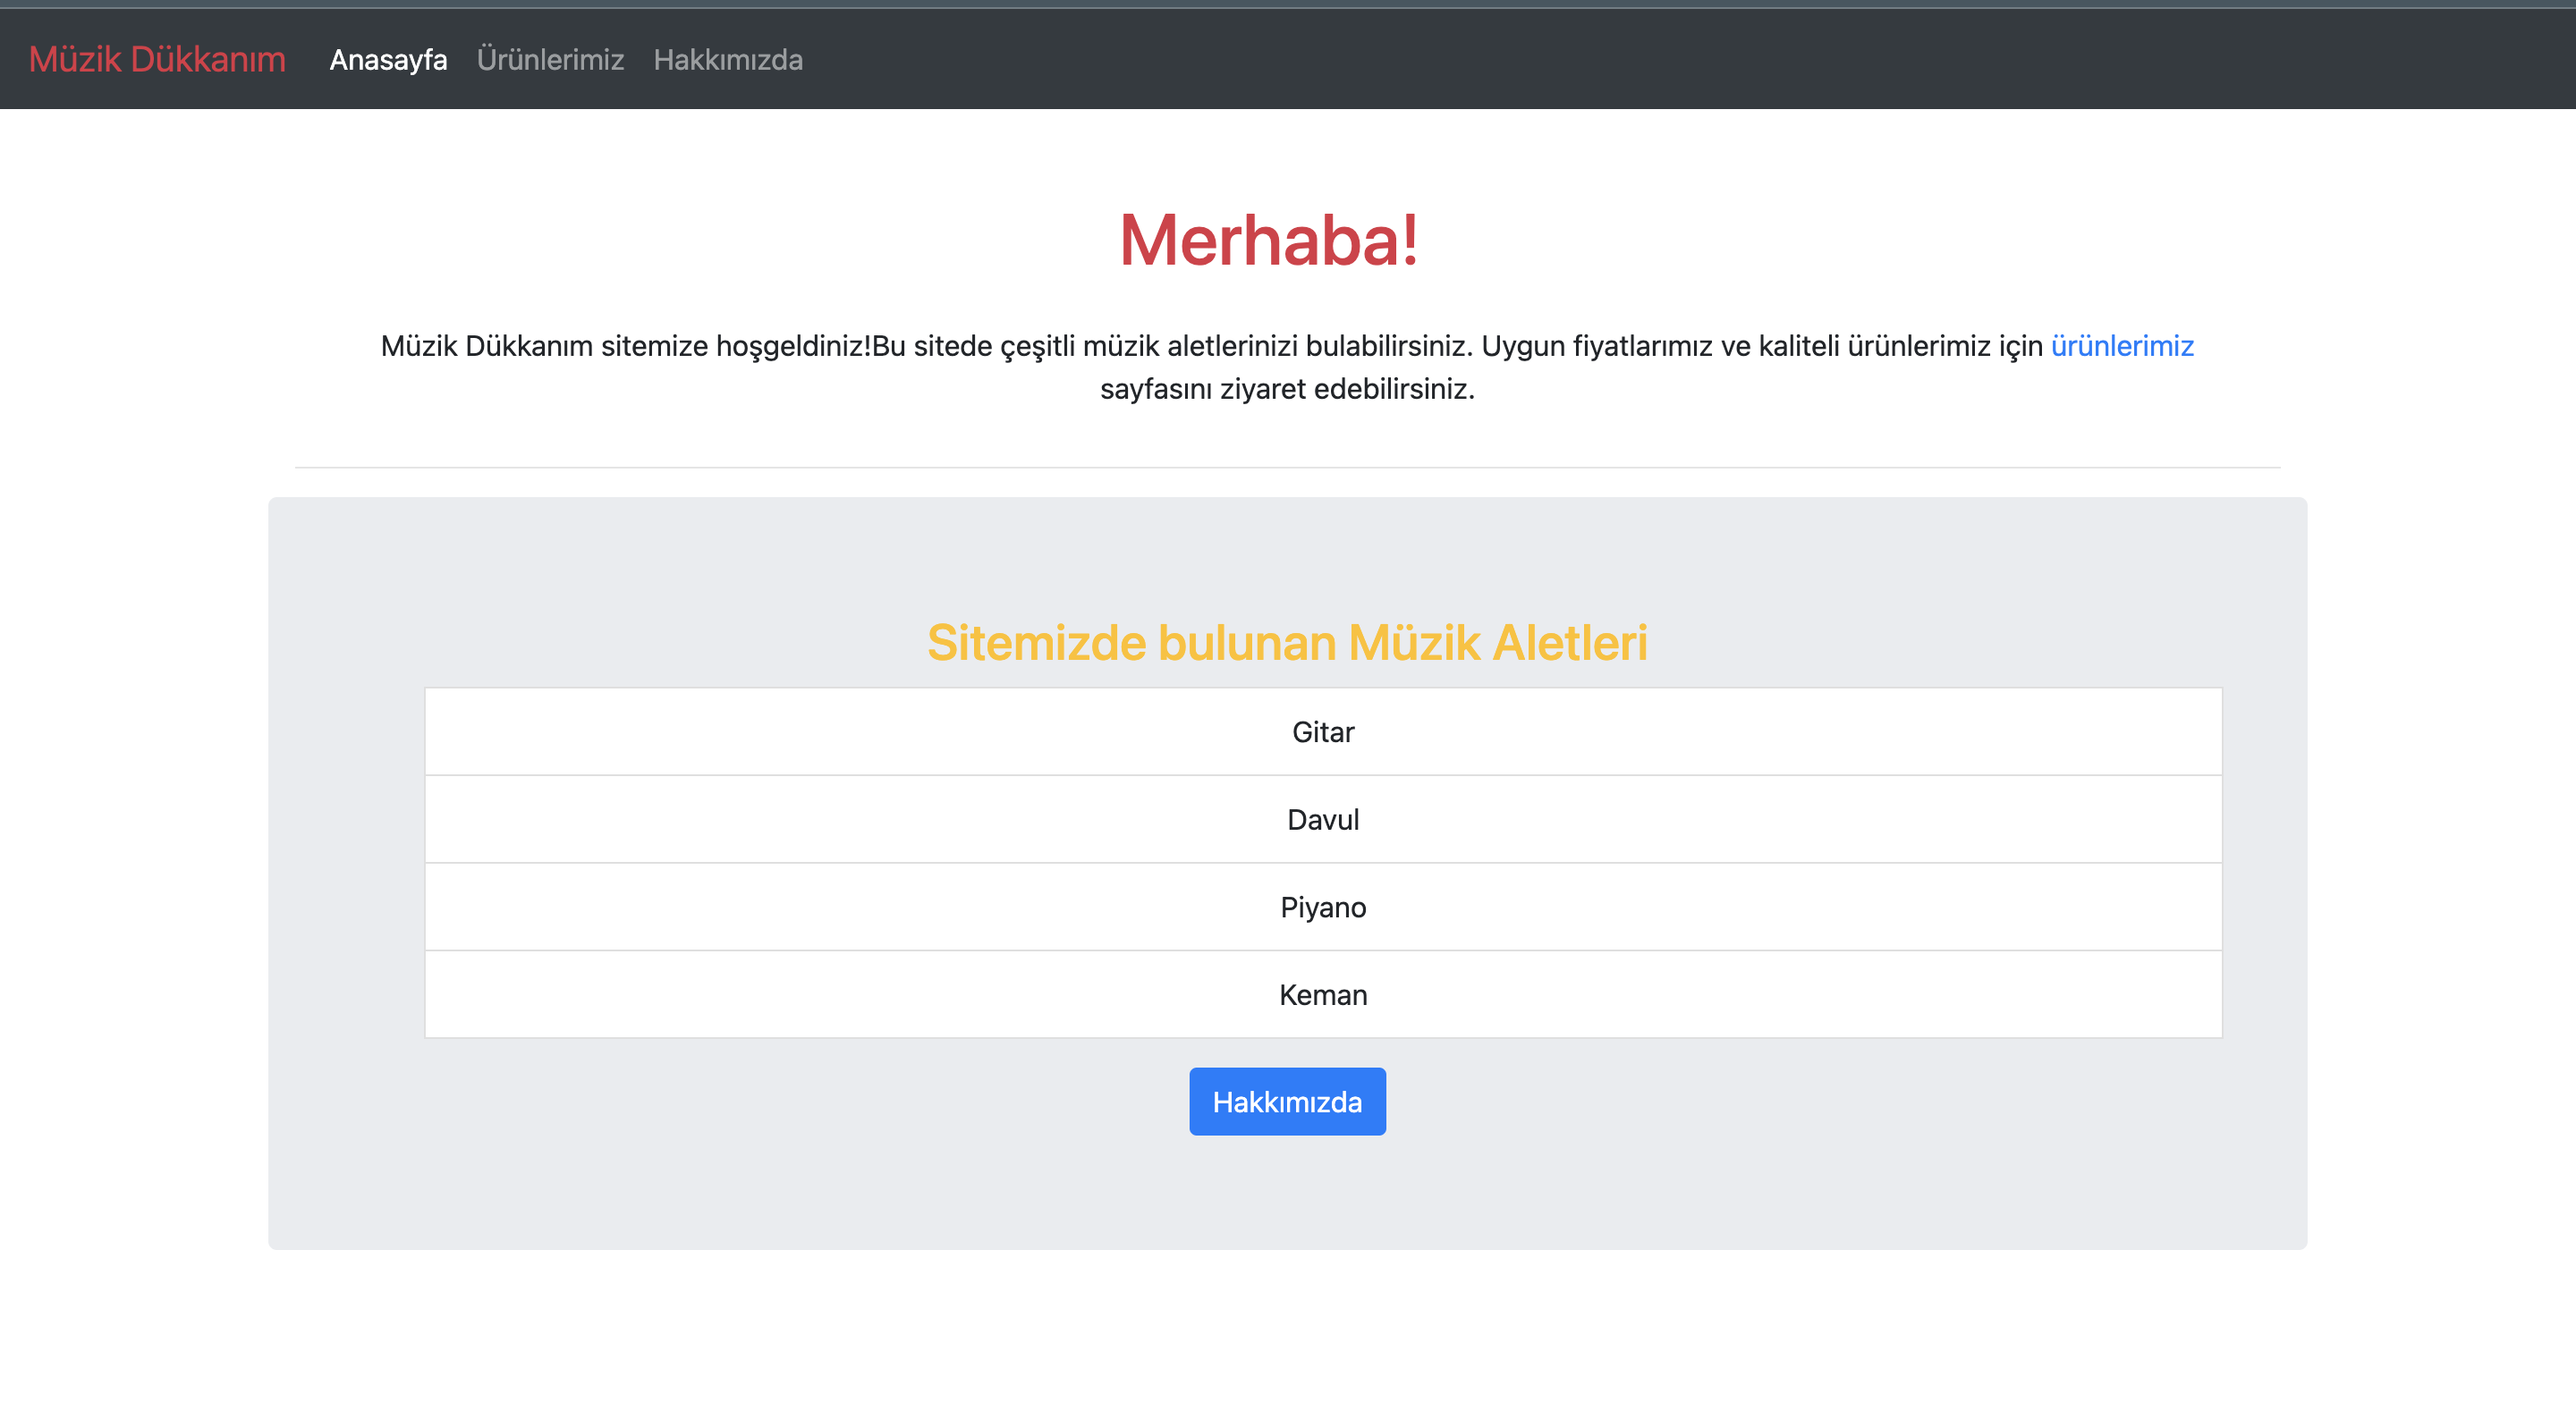 Müzik Dükkanım Anasayfa Ürünlerimiz Hakkımızda
Merhaba!
Müzik Dükkanım sitemize hoşgeldiniz!Bu sitede çeşitli müzik aletlerinizi bulabilirsiniz. Uygun fiyatlarımız ve kaliteli ürünlerimiz için ürünlerimiz
sayfasını ziyaret edebilirsiniz.
Sitemizde bulunan Müzik Aletleri
Gitar
Davul
Piyano
Keman
Hakkımızda